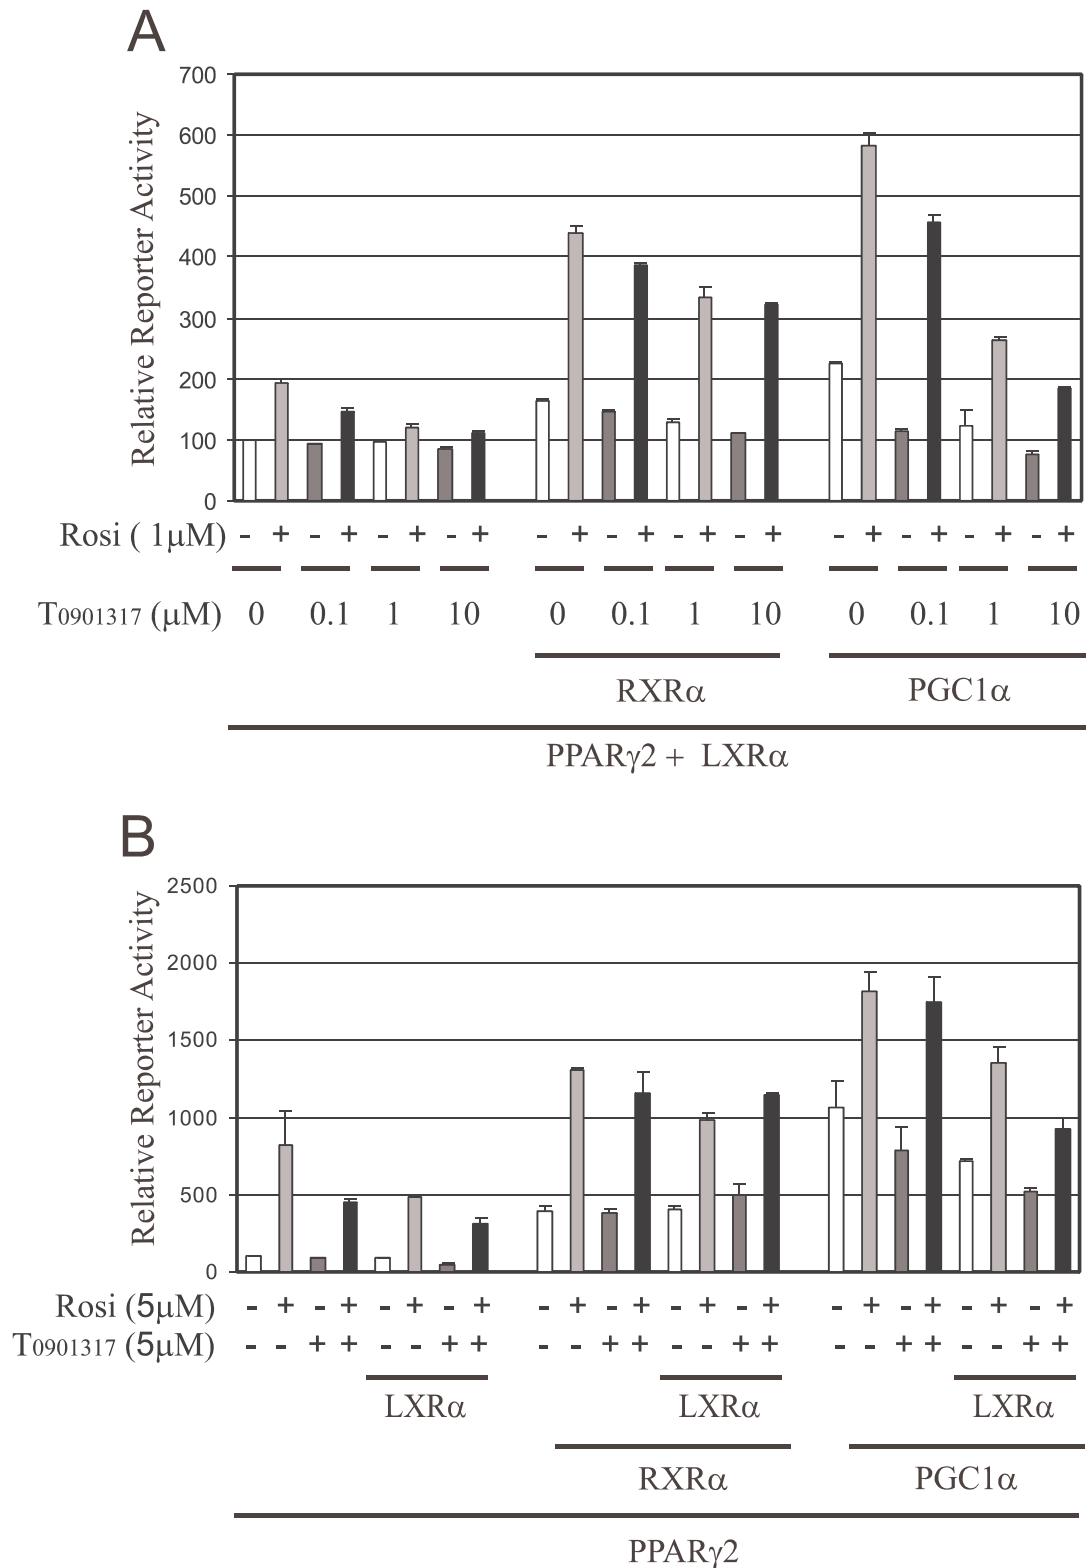 A
Relative Reporter Activity
700
600
500
400
300
200
100
0
Rosi ( 1μM) - + - + - + - + - + - + - + - + - + - + - + - +
T0901317 (μM) 0 0.1 1 10 0 0.1 1 10 0 0.1 1 10
RXRα PGC1α
PPARγ2 + LXRα
B
Relative Reporter Activity
2500
2000
1500
1000
500
0
Rosi (5μM) - + - + - + - + - + - + - + - + - + - + - + - +
T0901317 (5μM) - - + + - - + + - - + + - - + + - - + + - - + +
LXRα LXRα LXRα
RXRα PGC1α
PPARγ2